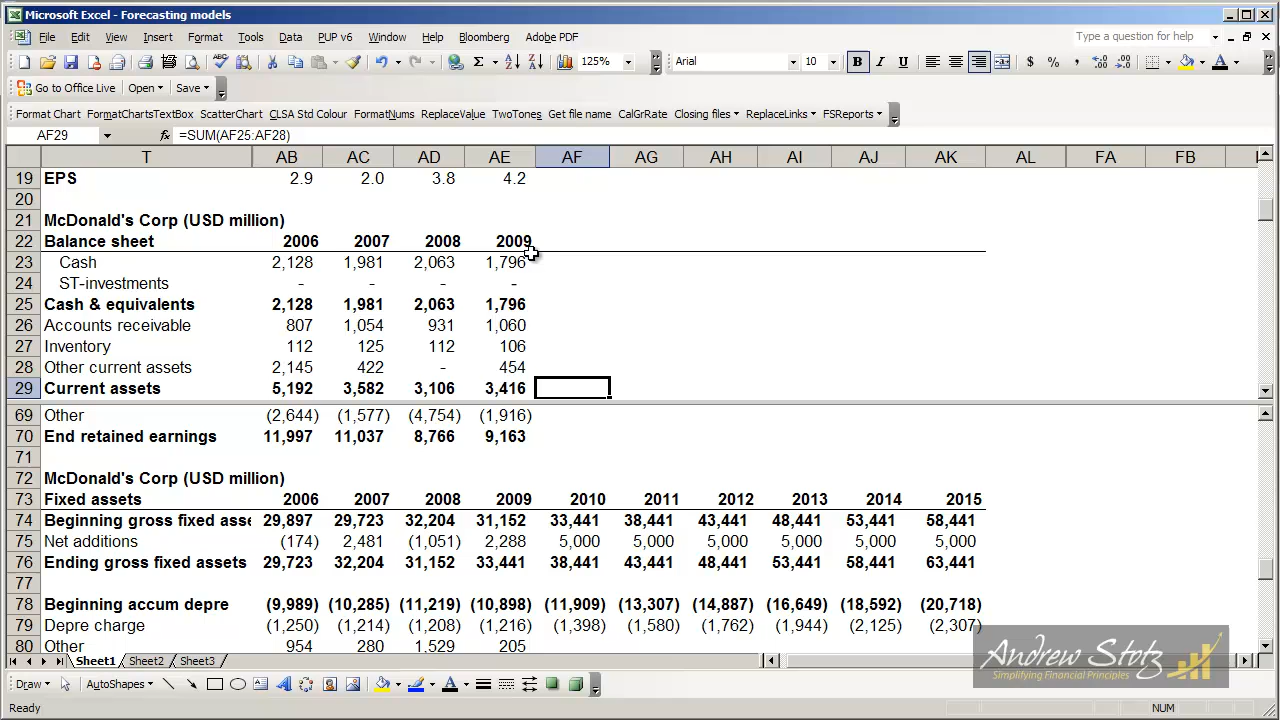 Microsoft Excel - Forecasting models
File Edit View Insert Format Tools Data PUP v6 Window Help Bloomberg Adobe PDF Type a question for help
125% Arial 10 B I U $ % ,
Go to Office Live Open Save
Format Chart FormatChartsTextBox ScatterChart CLSA Std Colour FormatNums ReplaceValue TwoTones Get file name CalGrRate Closing files ReplaceLinks FSReports
AF29 fx =SUM(AF25:AF28)
T AB AC AD AE AF AG AH AI AJ AK AL FA FB
19 EPS 2.9 2.0 3.8 4.2
20
21 McDonald's Corp (USD million)
22 Balance sheet 2006 2007 2008 2009
23 Cash 2,128 1,981 2,063 1,796
24 ST-investments - - - -
25 Cash & equivalents 2,128 1,981 2,063 1,796
26 Accounts receivable 807 1,054 931 1,060
27 Inventory 112 125 112 106
28 Other current assets 2,145 422 - 454
29 Current assets 5,192 3,582 3,106 3,416
69 Other (2,644) (1,577) (4,754) (1,916)
70 End retained earnings 11,997 11,037 8,766 9,163
71
72 McDonald's Corp (USD million)
73 Fixed assets 2006 2007 2008 2009 2010 2011 2012 2013 2014 2015
74 Beginning gross fixed asse 29,897 29,723 32,204 31,152 33,441 38,441 43,441 48,441 53,441 58,441
75 Net additions (174) 2,481 (1,051) 2,288 5,000 5,000 5,000 5,000 5,000 5,000
76 Ending gross fixed assets 29,723 32,204 31,152 33,441 38,441 43,441 48,441 53,441 58,441 63,441
77
78 Beginning accum depre (9,989) (10,285) (11,219) (10,898) (11,909) (13,307) (14,887) (16,649) (18,592) (20,718)
79 Depre charge (1,250) (1,214) (1,208) (1,216) (1,398) (1,580) (1,762) (1,944) (2,125) (2,307)
80 Other 954 280 1,529 205
Andrew Stotz
Simplifying Financial Principles
Sheet1 Sheet2 Sheet3
Draw AutoShapes
Ready NUM